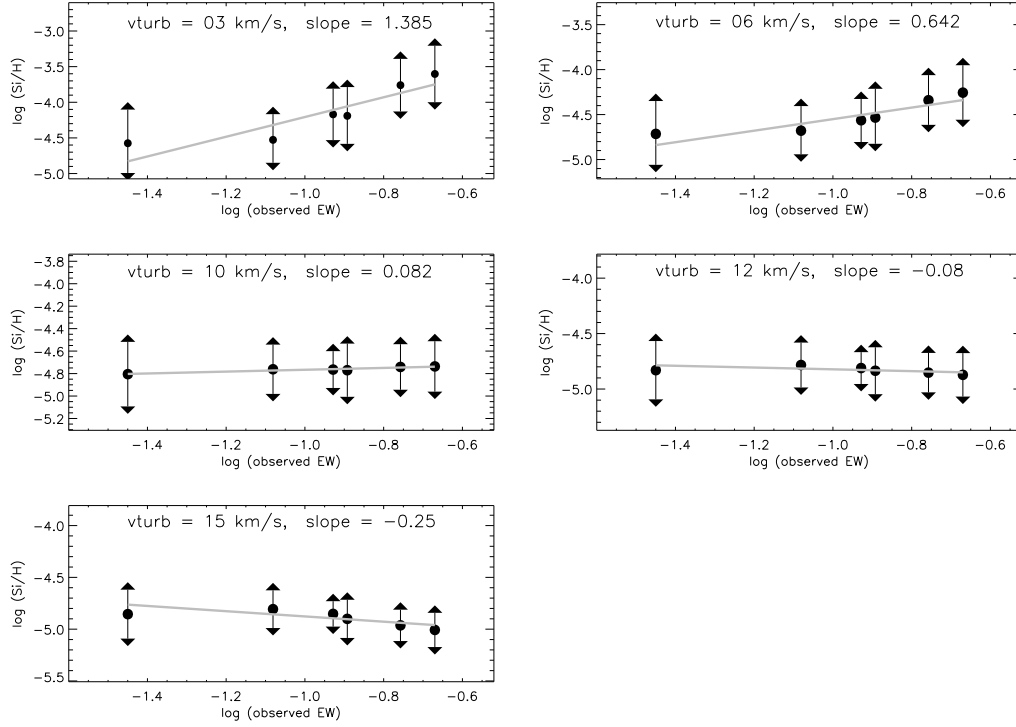 vturb = 03 km/s, slope = 1.385
log (Si/H)
−3.0
−3.5
−4.0
−4.5
−5.0
−1.4 −1.2 −1.0 −0.8 −0.6
log (observed EW)
vturb = 06 km/s, slope = 0.642
log (Si/H)
−3.5
−4.0
−4.5
−5.0
−1.4 −1.2 −1.0 −0.8 −0.6
log (observed EW)
vturb = 10 km/s, slope = 0.082
log (Si/H)
−3.8
−4.0
−4.2
−4.4
−4.6
−4.8
−5.0
−5.2
−1.4 −1.2 −1.0 −0.8 −0.6
log (observed EW)
vturb = 12 km/s, slope = −0.08
log (Si/H)
−4.0
−4.5
−5.0
−1.4 −1.2 −1.0 −0.8 −0.6
log (observed EW)
vturb = 15 km/s, slope = −0.25
log (Si/H)
−4.0
−4.5
−5.0
−5.5
−1.4 −1.2 −1.0 −0.8 −0.6
log (observed EW)